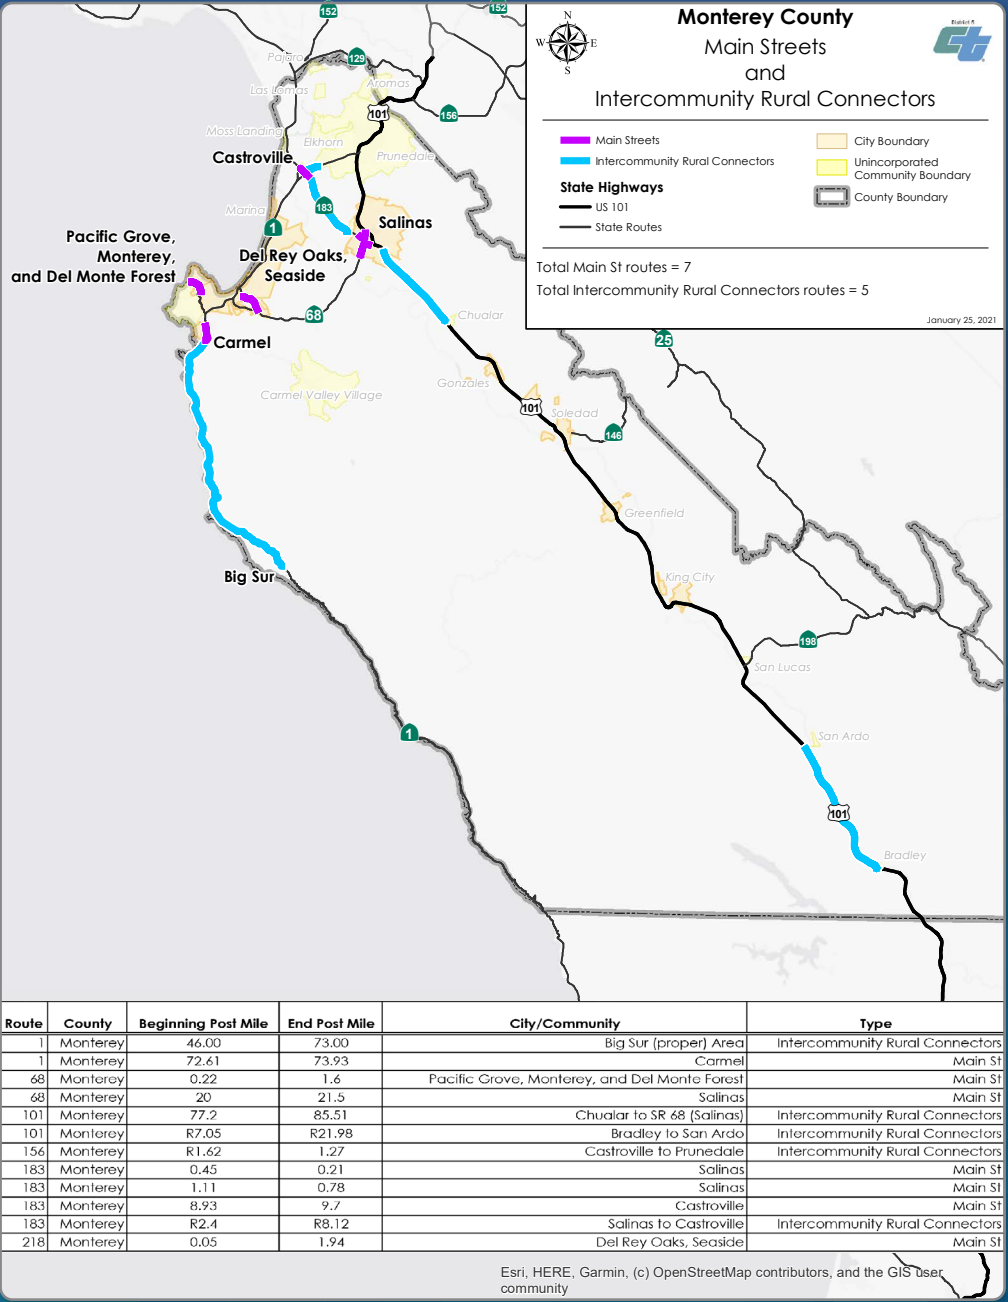 152
152
129
Pajaro
Las Lomas
Aromas
101
156
Moss Landing
Elkhorn
Castroville
Prunedale
183
Marina
1
Salinas
Pacific Grove,
Monterey,
and Del Monte Forest
Del Rey Oaks,
Seaside
68
Chualar
Carmel
Carmel Valley Village
Gonzales
101
Soledad
146
25
Greenfield
Big Sur
King City
198
San Lucas
1
San Ardo
101
Bradley
N
W E
S
Monterey County
Main Streets
and
Intercommunity Rural Connectors
District 5
Main Streets
Intercommunity Rural Connectors
State Highways
US 101
State Routes
City Boundary
Unincorporated
Community Boundary
County Boundary
Total Main St routes = 7
Total Intercommunity Rural Connectors routes = 5
January 25, 2021
Route County Beginning Post Mile End Post Mile City/Community Type
1 Monterey 46.00 73.00 Big Sur (proper) Area Intercommunity Rural Connectors
1 Monterey 72.61 73.93 Carmel Main St
68 Monterey 0.22 1.6 Pacific Grove, Monterey, and Del Monte Forest Main St
68 Monterey 20 21.5 Salinas Main St
101 Monterey 77.2 85.51 Chualar to SR 68 (Salinas) Intercommunity Rural Connectors
101 Monterey R7.05 R21.98 Bradley to San Ardo Intercommunity Rural Connectors
156 Monterey R1.62 1.27 Castroville to Prunedale Intercommunity Rural Connectors
183 Monterey 0.45 0.21 Salinas Main St
183 Monterey 1.11 0.78 Salinas Main St
183 Monterey 8.93 9.7 Castroville Main St
183 Monterey R2.4 R8.12 Salinas to Castroville Intercommunity Rural Connectors
218 Monterey 0.05 1.94 Del Rey Oaks, Seaside Main St
Esri, HERE, Garmin, (c) OpenStreetMap contributors, and the GIS user
community